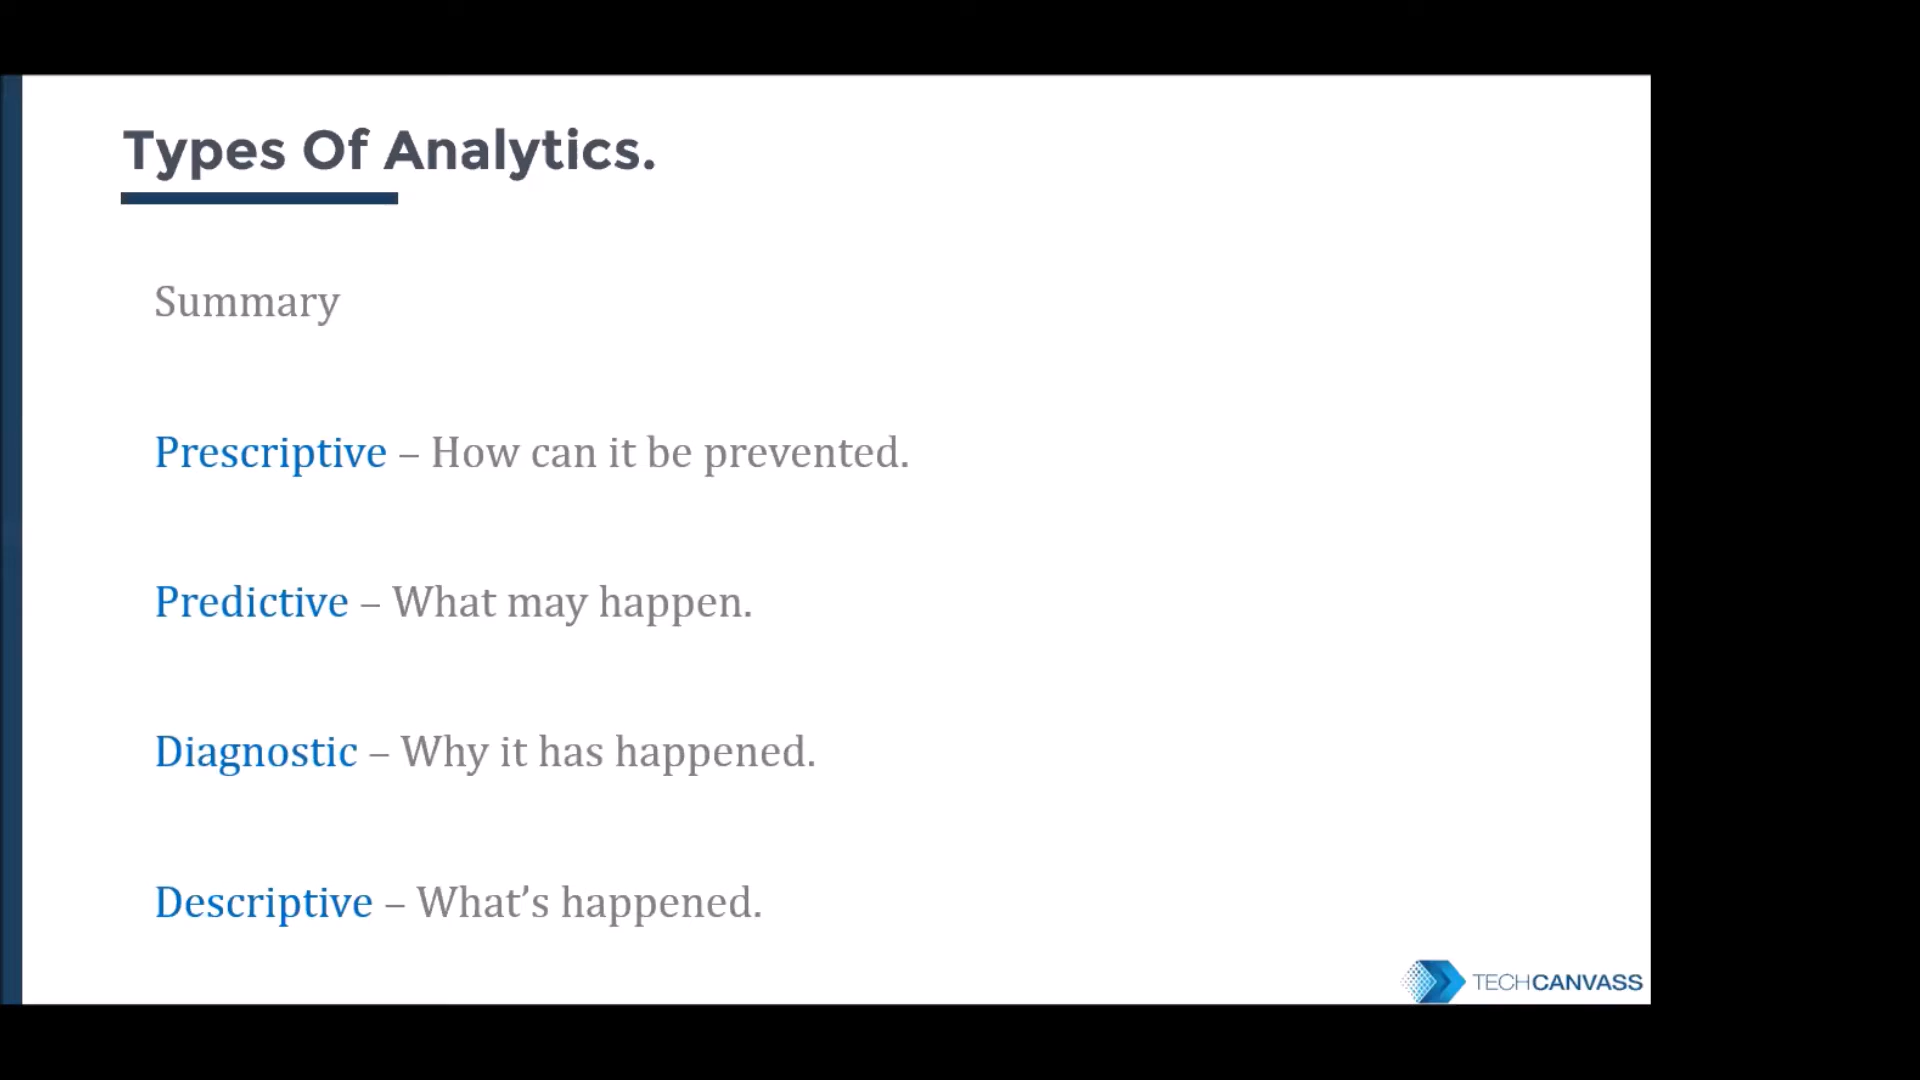 Types Of Analytics.
Summary
Prescriptive – How can it be prevented.
Predictive – What may happen.
Diagnostic – Why it has happened.
Descriptive – What’s happened.
TECHCANVASS